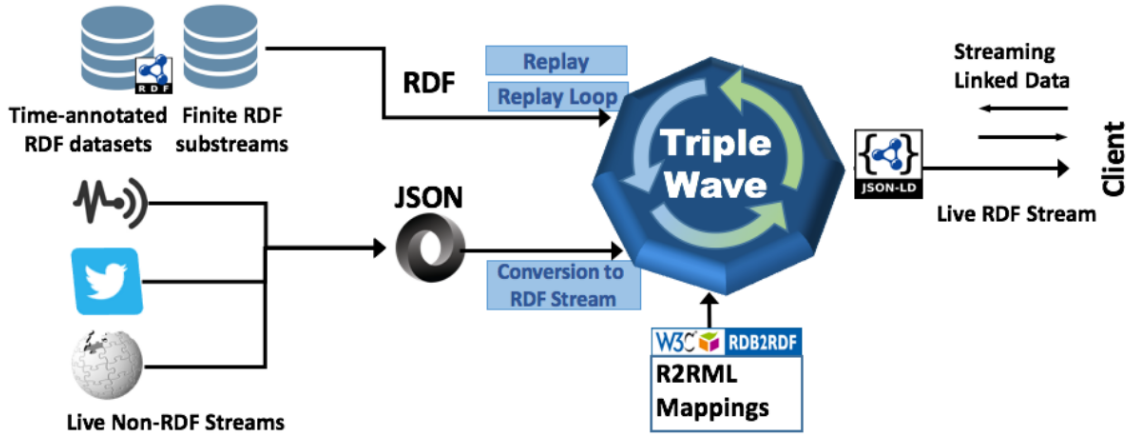 Time-annotated
RDF datasets
Finite RDF
substreams
RDF
RDF
Replay
Replay Loop
Triple
Wave
Streaming
Linked Data
{ }
JSON-LD
Live RDF Stream
Client
JSON
Conversion to
RDF Stream
W3C
RDB2RDF
R2RML
Mappings
Live Non-RDF Streams